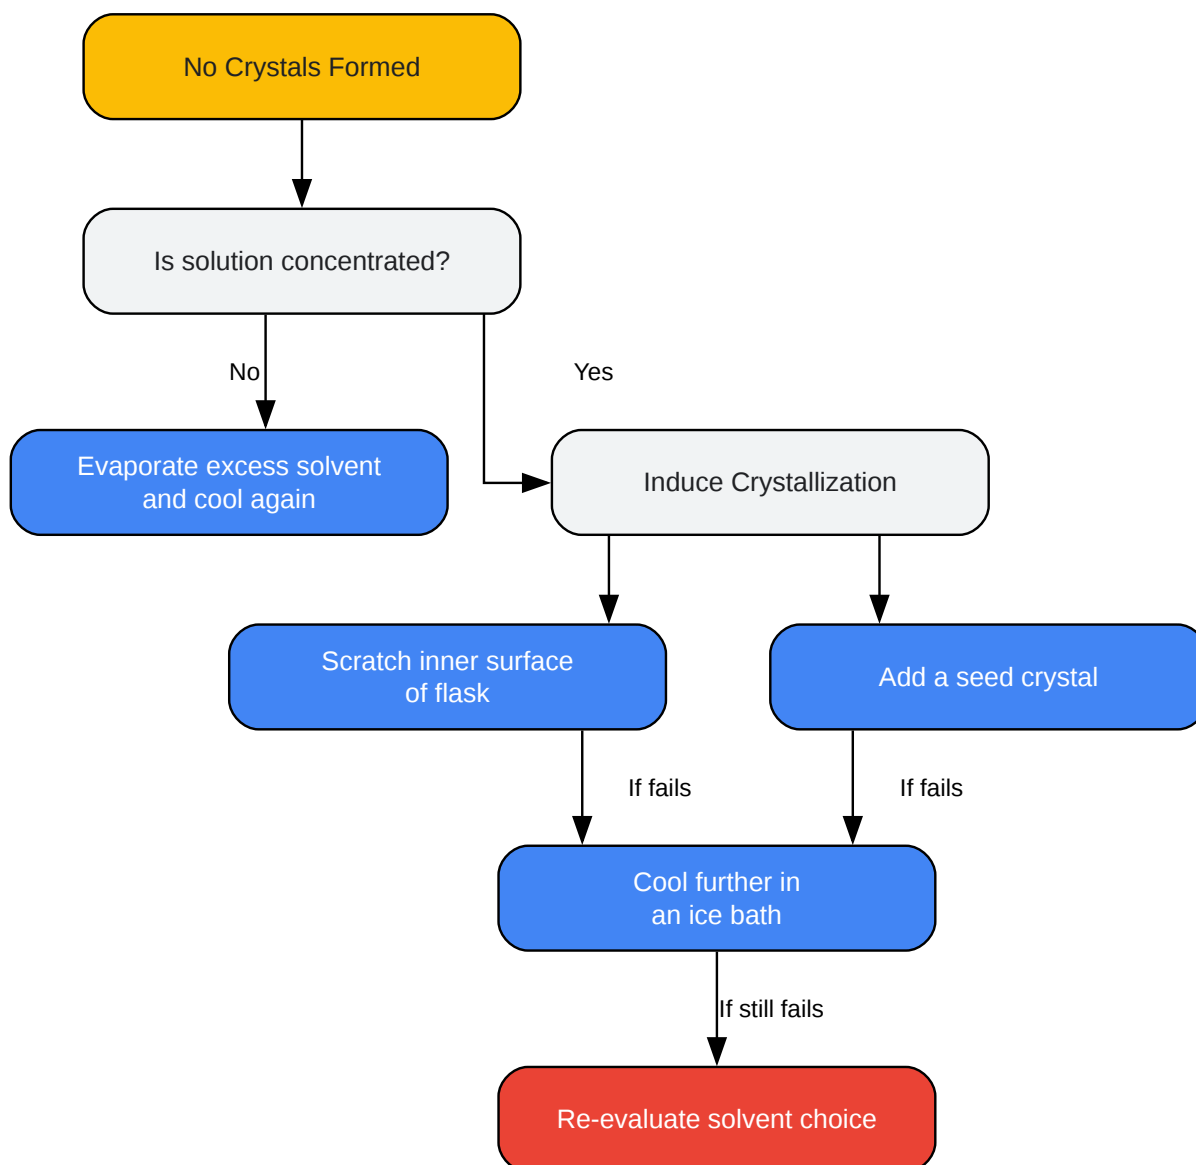 No Crystals Formed
Is solution concentrated?
No
Yes
Evaporate excess solvent
and cool again
Induce Crystallization
Scratch inner surface
of flask
Add a seed crystal
If fails
If fails
Cool further in
an ice bath
If still fails
Re-evaluate solvent choice